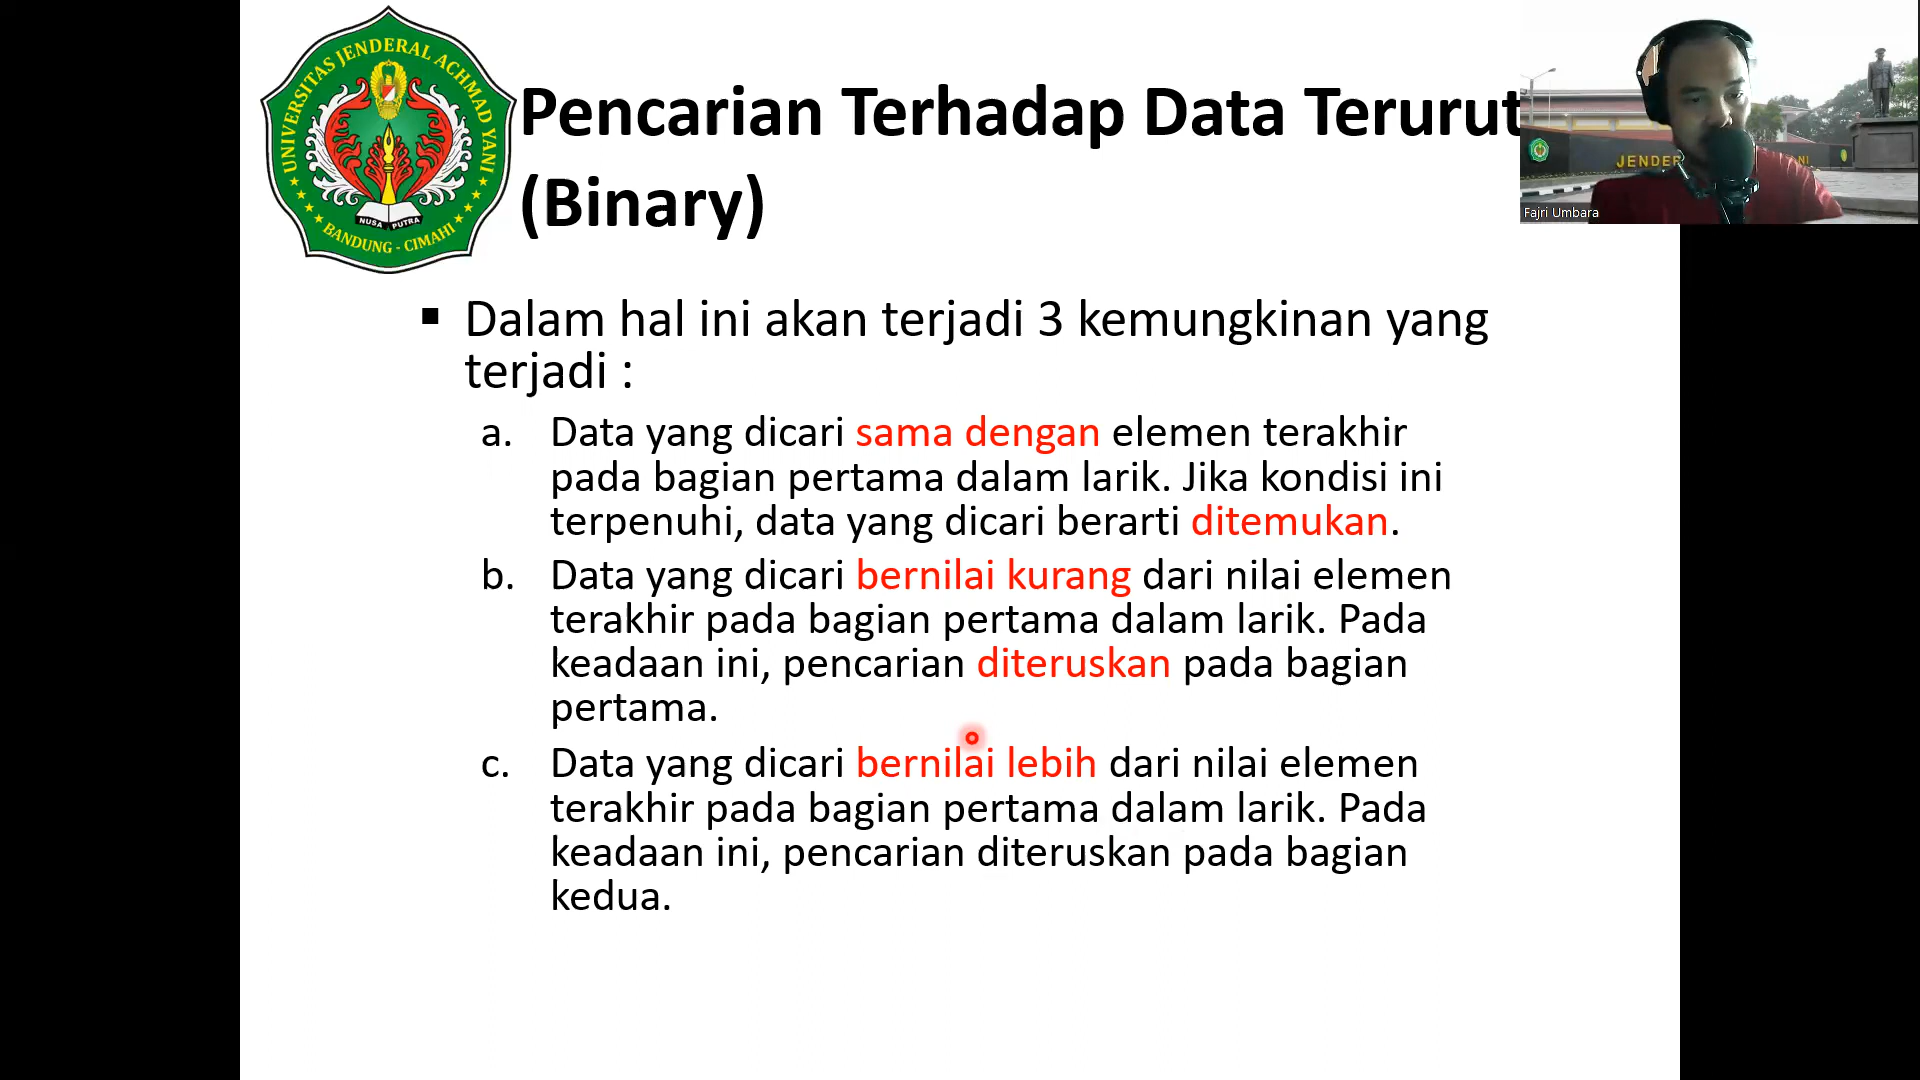 UNIVERSITAS JENDERAL ACHMAD YANI
NUSA PUTRA
BANDUNG - CIMAHI
Pencarian Terhadap Data Terurut
(Binary)
JENDER
NI
Fajri Umbara
▪ Dalam hal ini akan terjadi 3 kemungkinan yang
terjadi :
a. Data yang dicari sama dengan elemen terakhir
pada bagian pertama dalam larik. Jika kondisi ini
terpenuhi, data yang dicari berarti ditemukan.
b. Data yang dicari bernilai kurang dari nilai elemen
terakhir pada bagian pertama dalam larik. Pada
keadaan ini, pencarian diteruskan pada bagian
pertama.
c. Data yang dicari bernilai lebih dari nilai elemen
terakhir pada bagian pertama dalam larik. Pada
keadaan ini, pencarian diteruskan pada bagian
kedua.